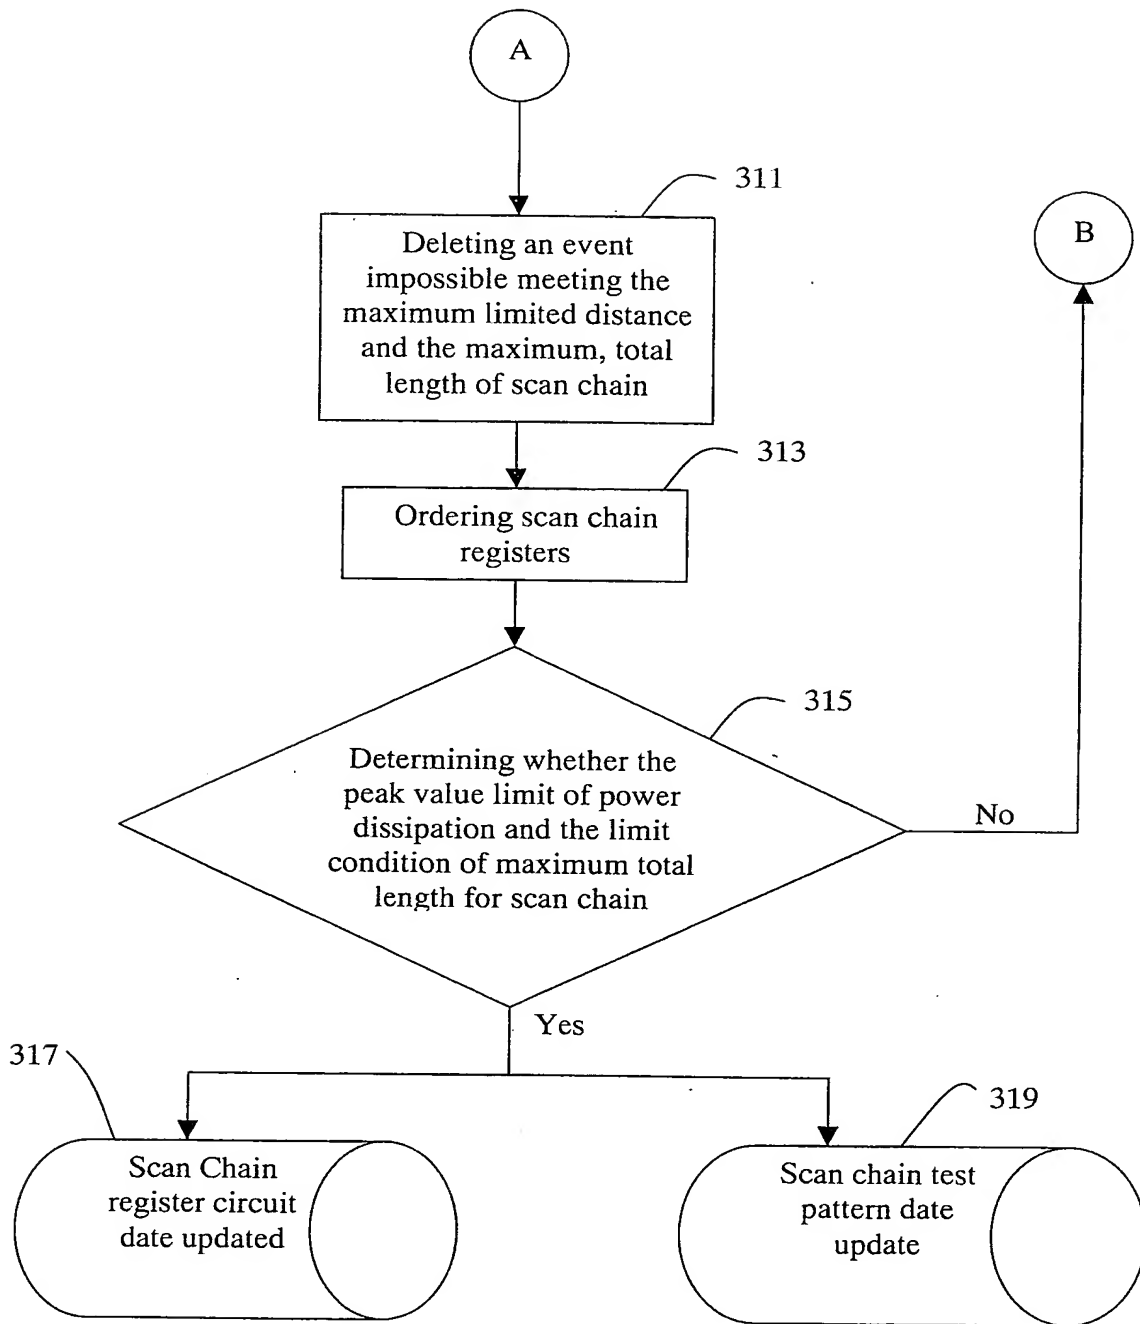 A
311
Deleting an event
impossible meeting the
maximum limited distance
and the maximum, total
length of scan chain
B
313
Ordering scan chain
registers
315
Determining whether the
peak value limit of power
dissipation and the limit
condition of maximum total
length for scan chain
No
Yes
317
Scan Chain
register circuit
date updated
319
Scan chain test
pattern date
update